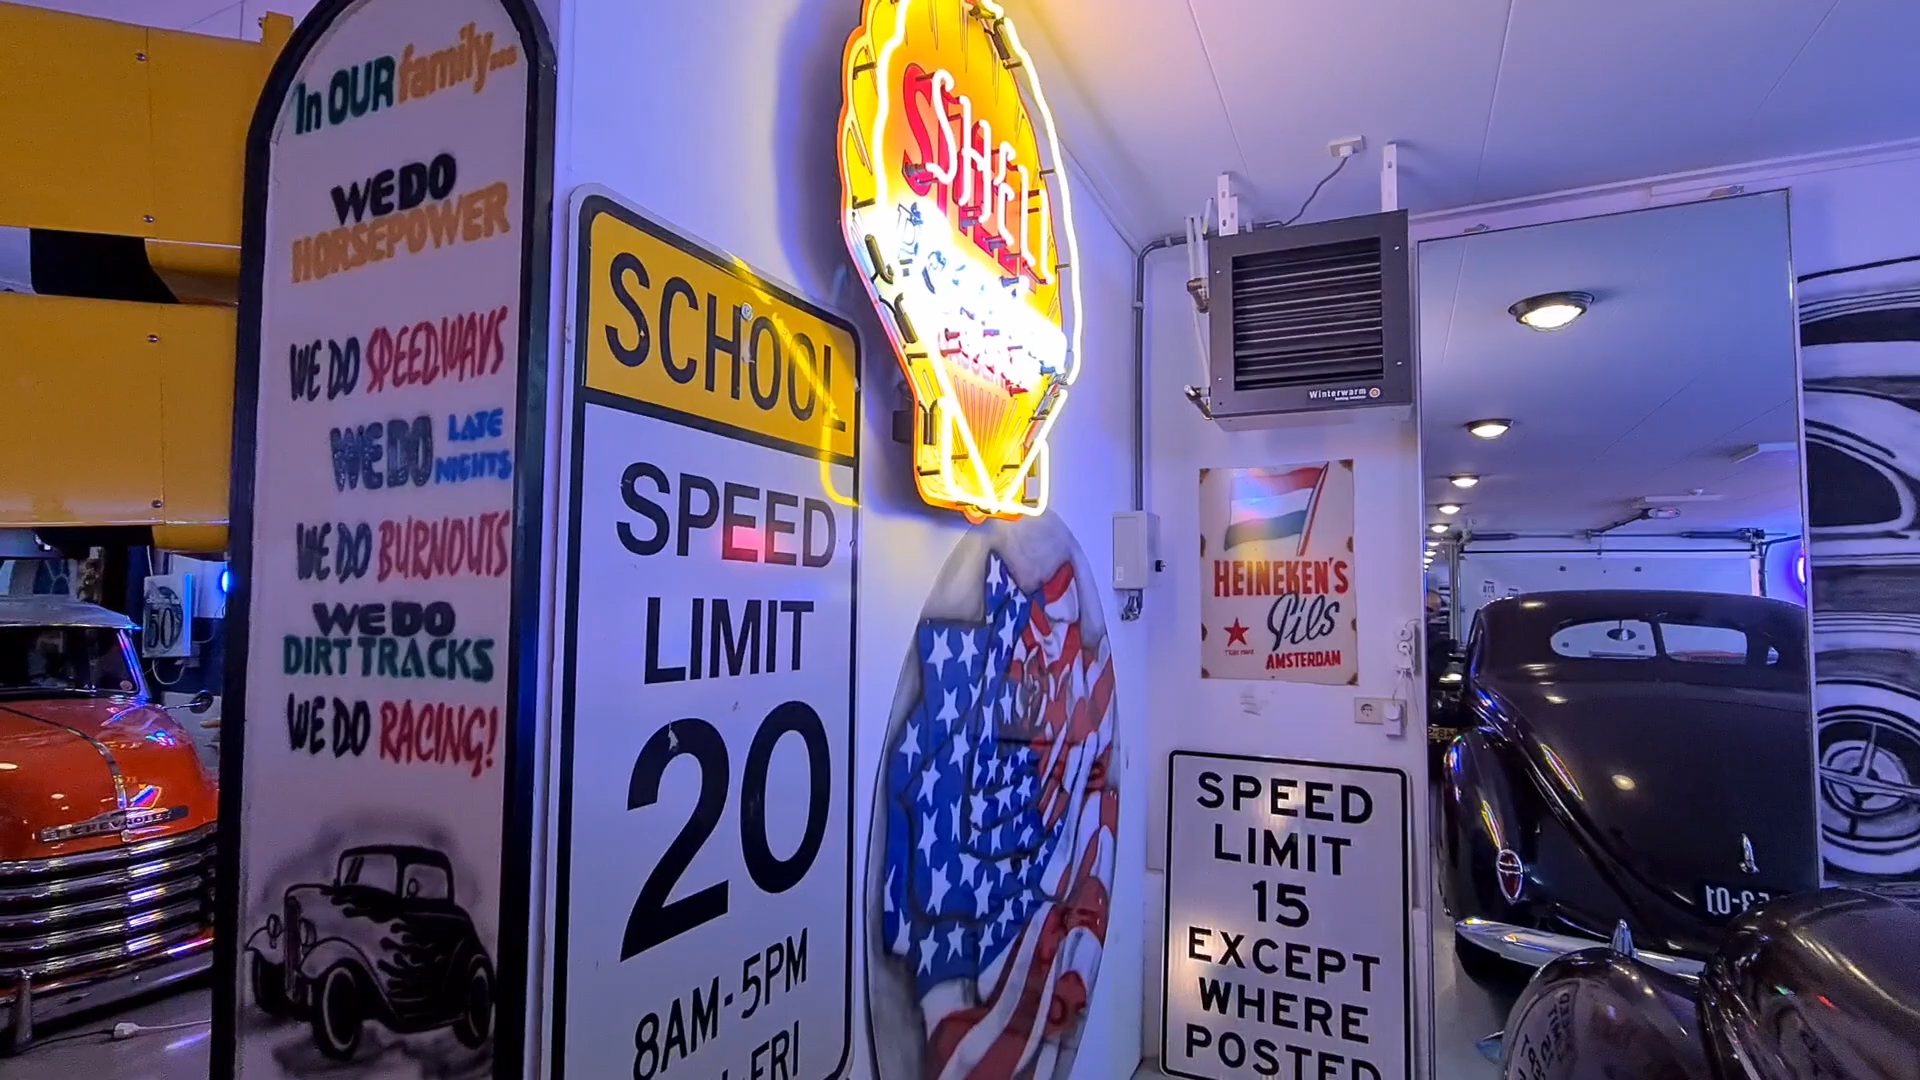 In OUR family...
WE DO
HORSEPOWER
WE DO SPEEDWAYS
WE DO LATE
NIGHTS
WE DO BURNOUTS
WE DO
DIRT TRACKS
WE DO RACING!
CHEVROLET
SCHOOL
SPEED
LIMIT
20
8AM-5PM
FRI
SHELL
Winterwarm
HEINEKEN'S
Pils
AMSTERDAM
SPEED
LIMIT
15
EXCEPT
WHERE
POSTED